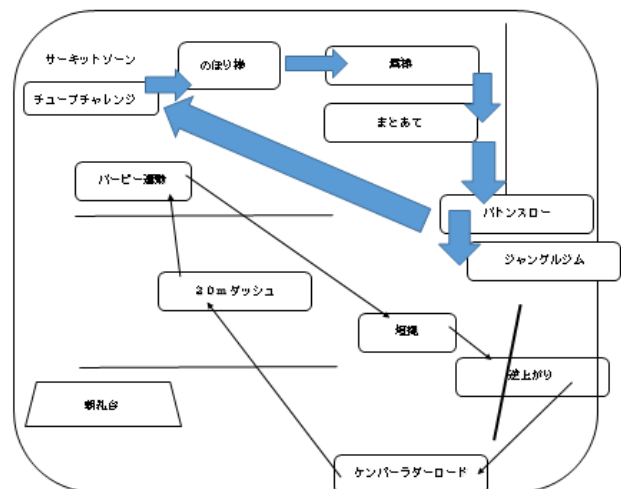 サーキットゾーン
のぼり棒
チューブチャレンジ
まとあて
バービー運動
バトンスロー
ジャングルジム
20mダッシュ
短縄
逆上がり
朝礼台
ケンパーラダーロード